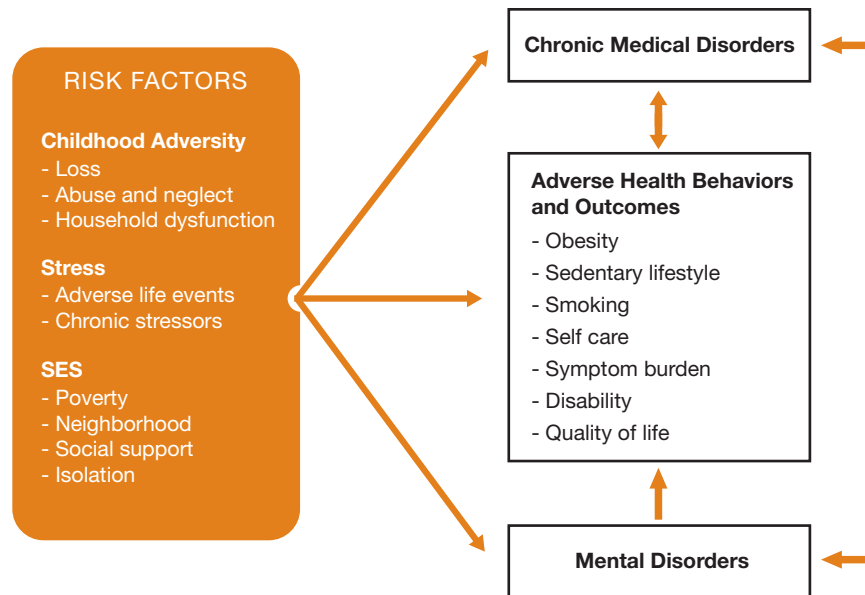 RISK FACTORS
Childhood Adversity
- Loss
- Abuse and neglect
- Household dysfunction
Stress
- Adverse life events
- Chronic stressors
SES
- Poverty
- Neighborhood
- Social support
- Isolation
Chronic Medical Disorders
Adverse Health Behaviors
and Outcomes
- Obesity
- Sedentary lifestyle
- Smoking
- Self care
- Symptom burden
- Disability
- Quality of life
Mental Disorders